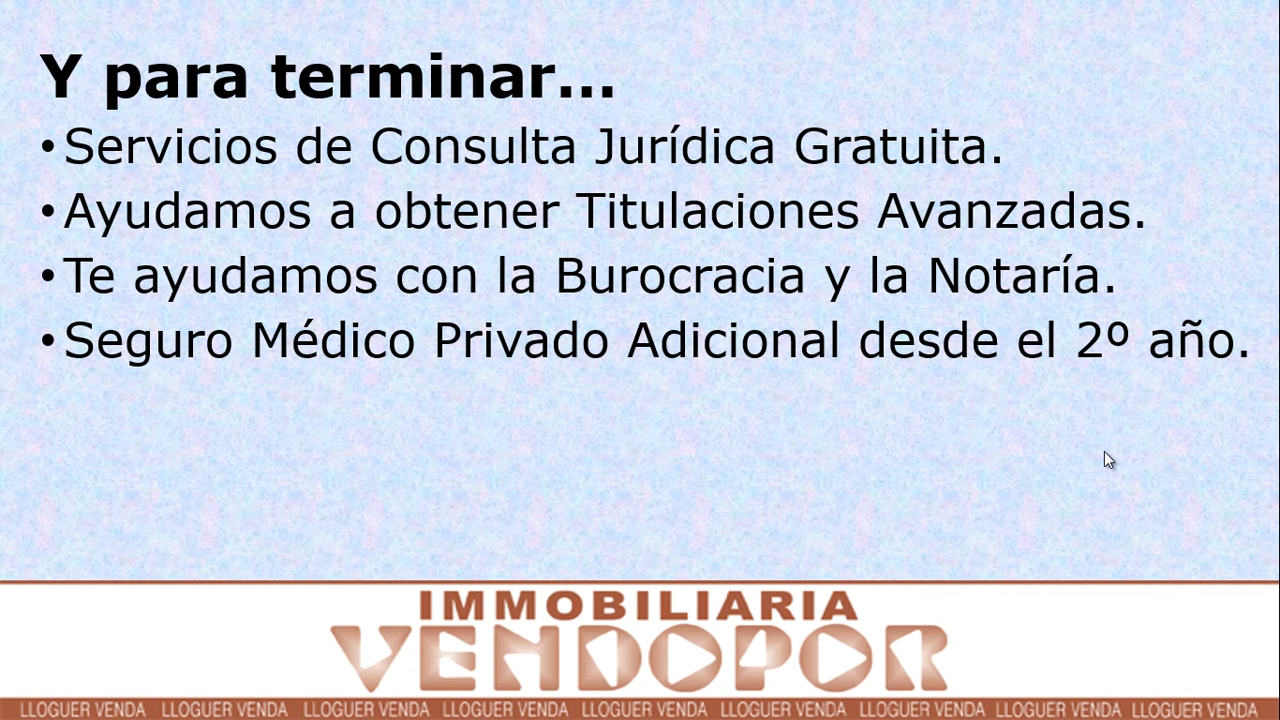 Y para terminar...
•Servicios de Consulta Jurídica Gratuita.
•Ayudamos a obtener Titulaciones Avanzadas.
•Te ayudamos con la Burocracia y la Notaría.
•Seguro Médico Privado Adicional desde el 2º año.
IMMOBILIARIA
VENDOPOR
LLOGUER VENDA LLOGUER VENDA LLOGUER VENDA LLOGUER VENDA LLOGUER VENDA LLOGUER VENDA LLOGUER VENDA LLOGUER VENDA LLOGUER VENDA